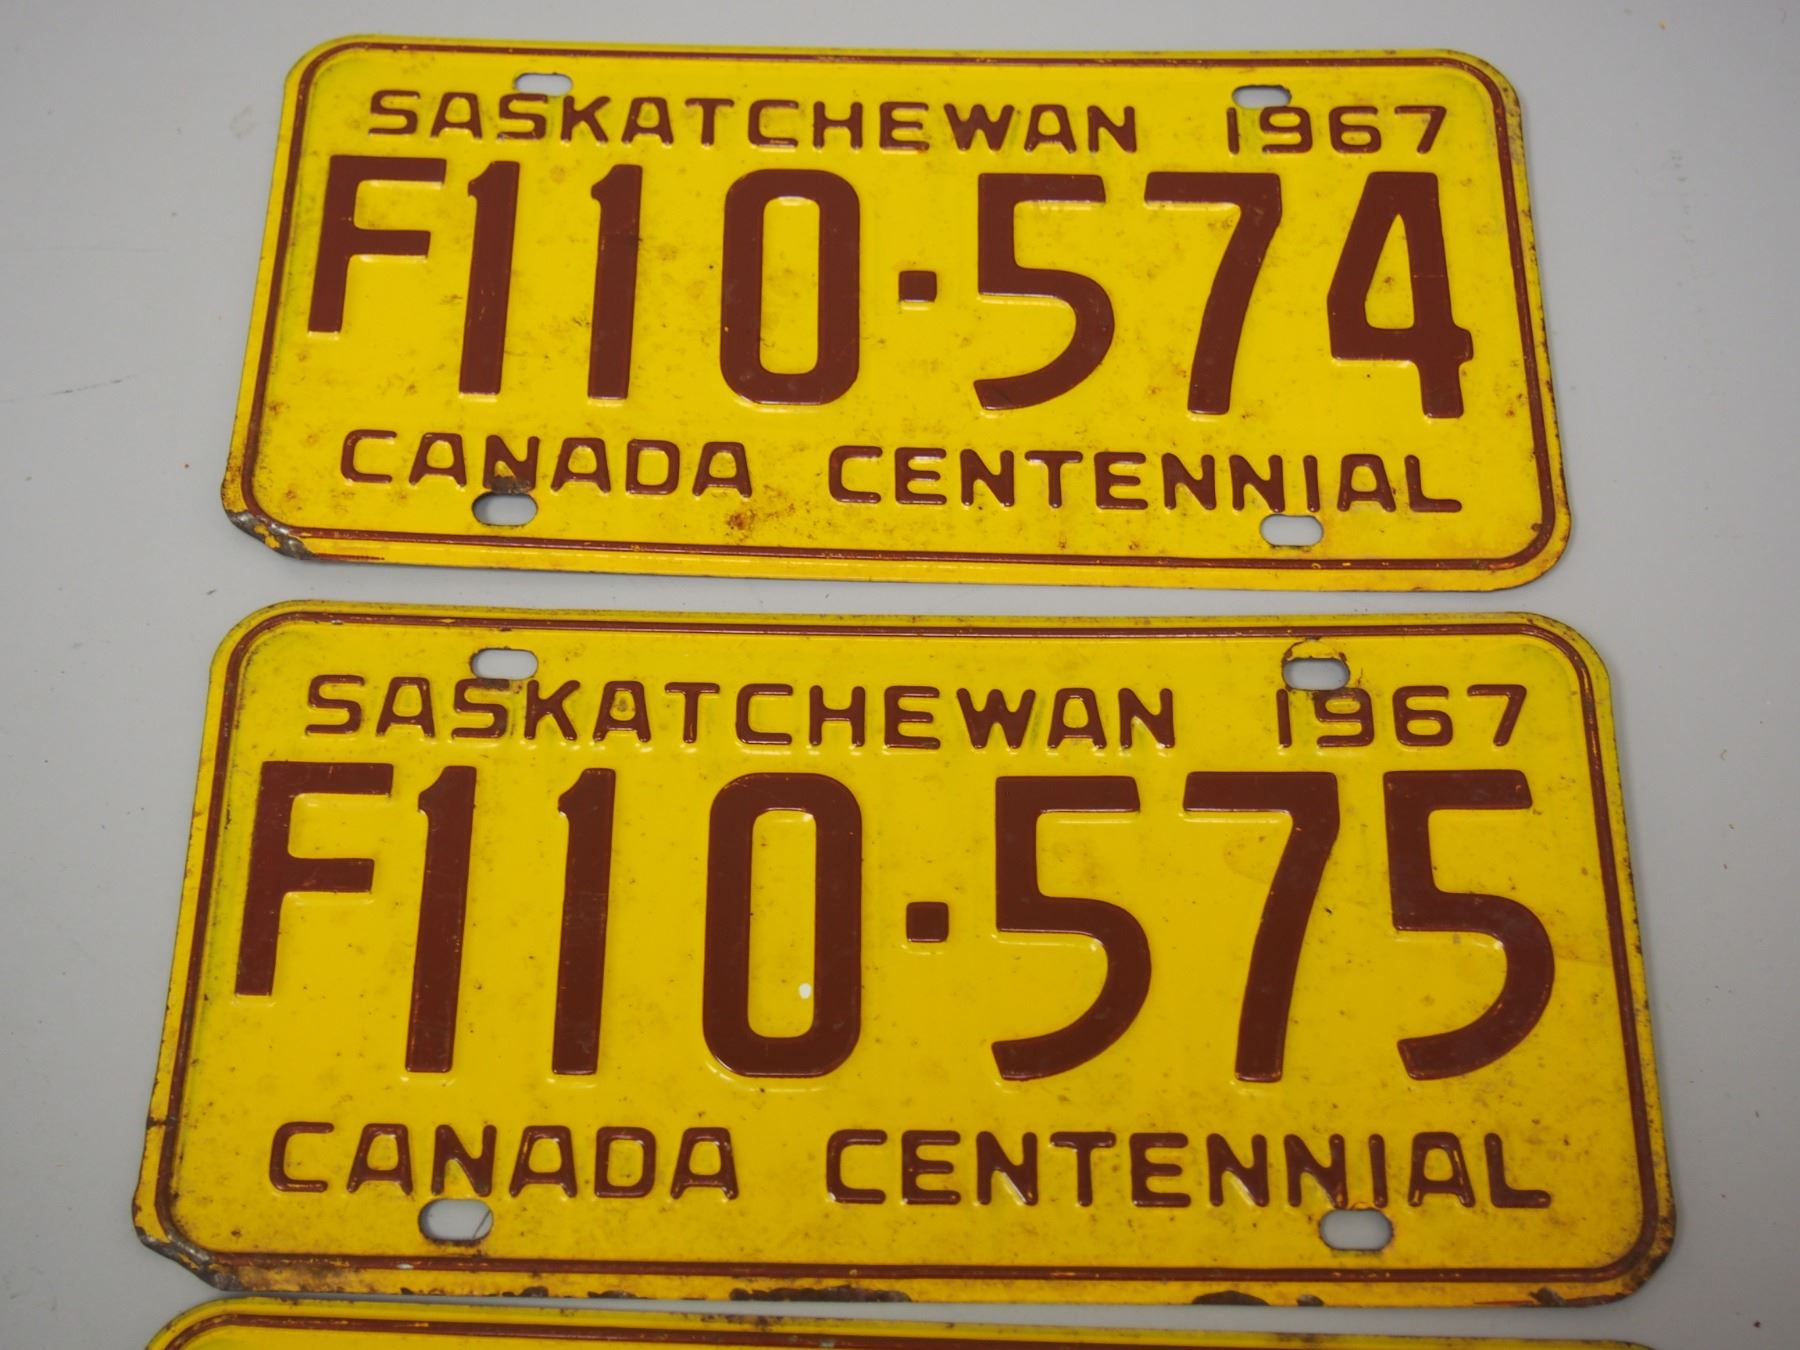 SASKATCHEWAN 1967
F110·574
CANADA CENTENNIAL
SASKATCHEWAN 1967
F110·575
CANADA CENTENNIAL